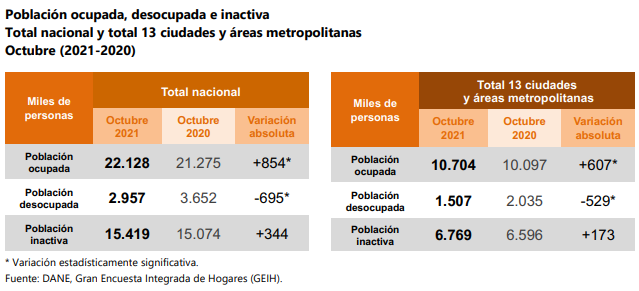 Población ocupada, desocupada e inactiva
Total nacional y total 13 ciudades y áreas metropolitanas
Octubre (2021-2020)
Miles de personas
Total nacional
Octubre 2021
Octubre 2020
Variación absoluta
Población ocupada
22.128
21.275
+854*
Población desocupada
2.957
3.652
-695*
Población inactiva
15.419
15.074
+344
Miles de personas
Total 13 ciudades
y áreas metropolitanas
Octubre 2021
Octubre 2020
Variación absoluta
Población ocupada
10.704
10.097
+607*
Población desocupada
1.507
2.035
-529*
Población inactiva
6.769
6.596
+173
* Variación estadísticamente significativa.
Fuente: DANE, Gran Encuesta Integrada de Hogares (GEIH).